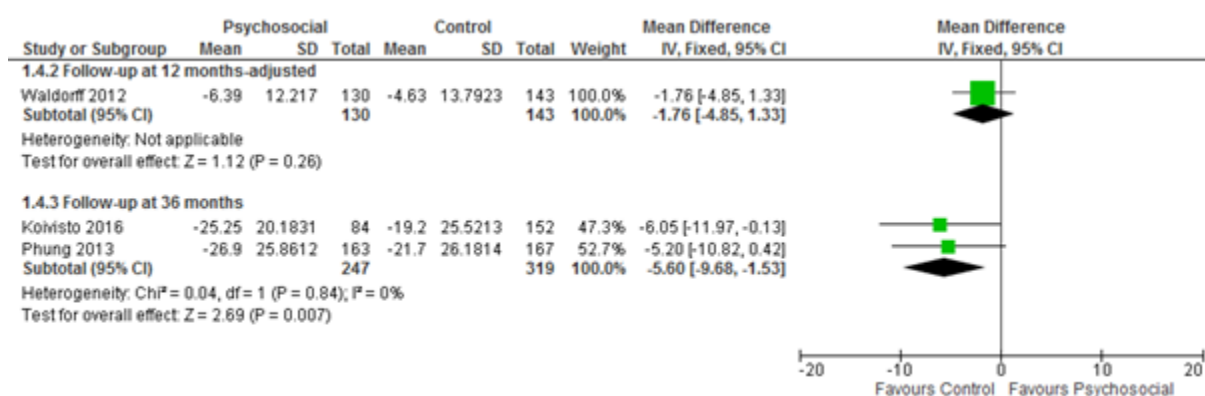 Psychosocial Control Mean Difference Mean Difference
Study or Subgroup Mean SD Total Mean SD Total Weight IV, Fixed, 95% CI IV, Fixed, 95% CI
1.4.2 Follow-up at 12 months-adjusted
Waldorff 2012 -6.39 12.217 130 -4.63 13.7923 143 100.0% -1.76 [-4.85, 1.33]
Subtotal (95% CI) 130 143 100.0% -1.76 [-4.85, 1.33]
Heterogeneity: Not applicable
Test for overall effect: Z = 1.12 (P = 0.26)
1.4.3 Follow-up at 36 months
Koivisto 2016 -25.25 20.1831 84 -19.2 25.5213 152 47.3% -6.05 [-11.97, -0.13]
Phung 2013 -26.9 25.8612 163 -21.7 26.1814 167 52.7% -5.20 [-10.82, 0.42]
Subtotal (95% CI) 247 319 100.0% -5.60 [-9.68, -1.53]
Heterogeneity: Chi² = 0.04, df = 1 (P = 0.84); I² = 0%
Test for overall effect: Z = 2.69 (P = 0.007)
-20 -10 0 10 20
Favours Control Favours Psychosocial